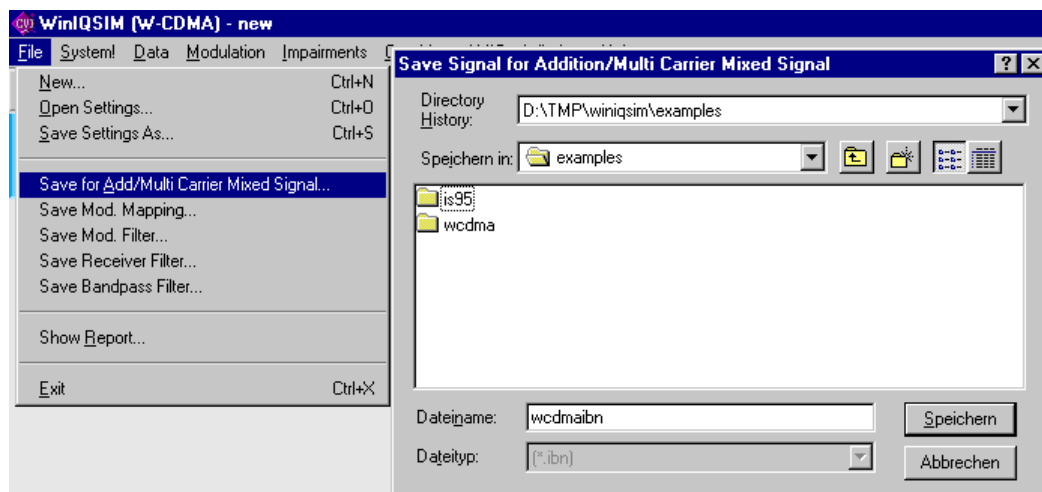 WinIQSIM (W-CDMA) - new
File System! Data Modulation Impairments
New... Ctrl+N
Open Settings... Ctrl+O
Save Settings As... Ctrl+S
Save for Add/Multi Carrier Mixed Signal...
Save Mod. Mapping...
Save Mod. Filter...
Save Receiver Filter...
Save Bandpass Filter...
Show Report...
Exit Ctrl+X
Save Signal for Addition/Multi Carrier Mixed Signal
Directory
History:
D:\TMP\winiqsim\examples
Speichern in: examples
is95
wcdma
Dateiname: wcdmaibn
Speichern
Dateityp: (*.ibn)
Abbrechen